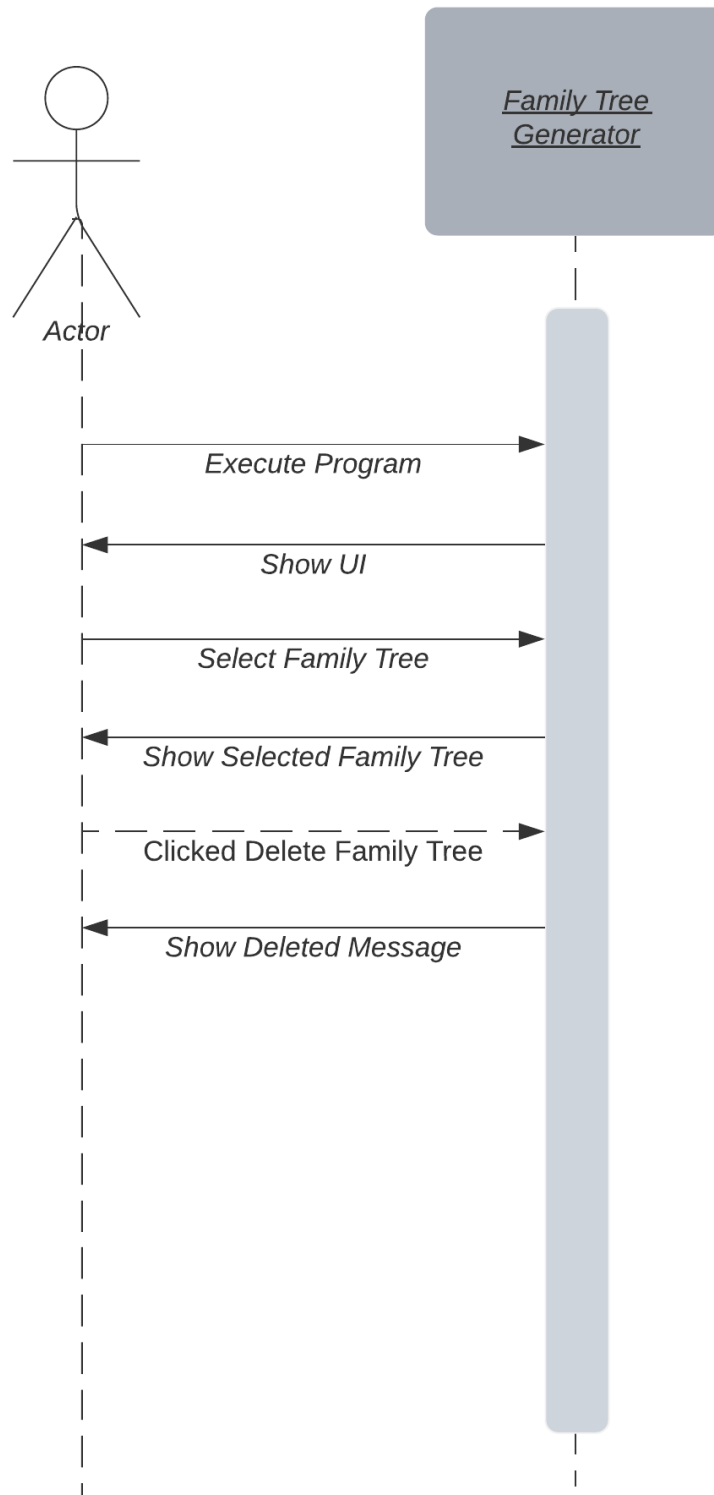 Family Tree
Generator
Actor
Execute Program
Show UI
Select Family Tree
Show Selected Family Tree
Clicked Delete Family Tree
Show Deleted Message